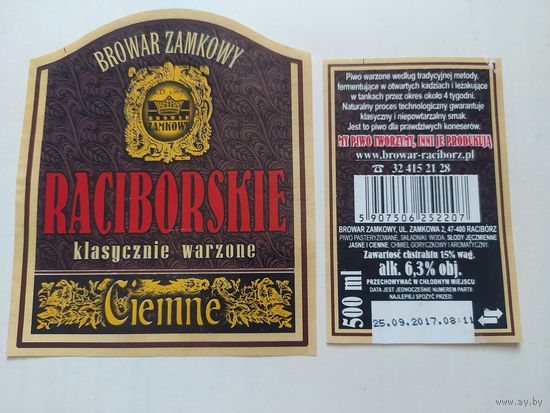 BROWAR ZAMKOWY
A.D. 1567
BROWAR
ZAMKOWY
RACIBORSKIE
klasycznie warzone
Ciemne
Piwo warzone według tradycyjnej metody,
fermentujące w otwartych kadziach i leżakujące
w tankach przez okres około 4 tygodni.
Naturalny proces technologiczny gwarantuje
klasyczny i niepowtarzalny smak.
Jest to piwo dla prawdziwych koneserów.
MY PIWO TWORZYMY, INNI JE PRODUKUJĄ
www.browar-raciborz.pl
☎ 32 415 21 28
5 907506 252207
BROWAR ZAMKOWY, UL. ZAMKOWA 2, 47-400 RACIBÓRZ
PIWO PASTERYZOWANE, SKŁADNIKI: WODA, SŁODY JĘCZMIENNE
JASNE I CIEMNE, CHMIEL GORYCZKOWY I AROMATYCZNY.
Zawartość ekstraktu 15% wag.
alk. 6,3% obj.
PRZECHOWYWAĆ W CHŁODNYM MIEJSCU
DATA JEST JEDNOCZEŚNIE NUMEREM PARTII
NAJLEPIEJ SPOŻYĆ PRZED:
500 ml
25.09.2017.08:11
www.ay.by